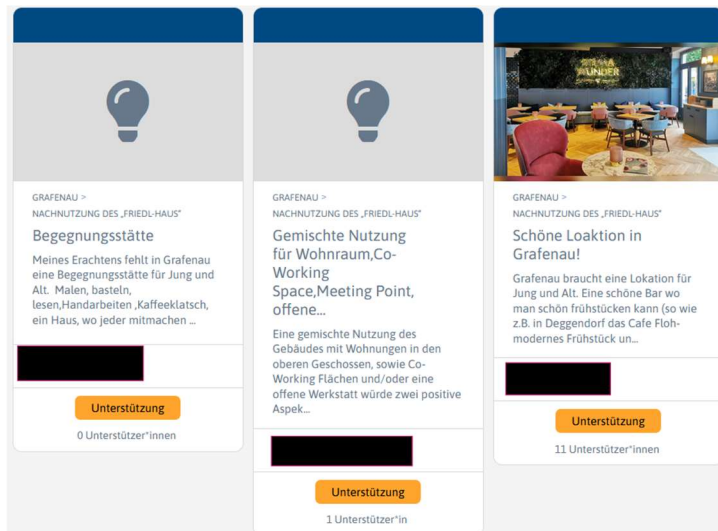 GRAFENAU >
NACHNUTZUNG DES „FRIEDL-HAUS"
Begegnungsstätte
Meines Erachtens fehlt in Grafenau
eine Begegnungsstätte für Jung und
Alt. Malen, basteln,
lesen,Handarbeiten ,Kaffeeklatsch,
ein Haus, wo jeder mitmachen ...
Unterstützung
0 Unterstützer*innen
GRAFENAU >
NACHNUTZUNG DES „FRIEDL-HAUS"
Gemischte Nutzung
für Wohnraum,Co-
Working
Space,Meeting Point,
offene...
Eine gemischte Nutzung des
Gebäudes mit Wohnungen in den
oberen Geschossen, sowie Co-
Working Flächen und/oder eine
offene Werkstatt würde zwei positive
Aspek...
Unterstützung
1 Unterstützer*in
GRAFENAU >
NACHNUTZUNG DES „FRIEDL-HAUS"
Schöne Loaktion in
Grafenau!
Grafenau braucht eine Lokation für
Jung und Alt. Eine schöne Bar wo
man schön frühstücken kann (so wie
z.B. in Deggendorf das Cafe Floh-
modernes Frühstück un...
Unterstützung
11 Unterstützer*innen